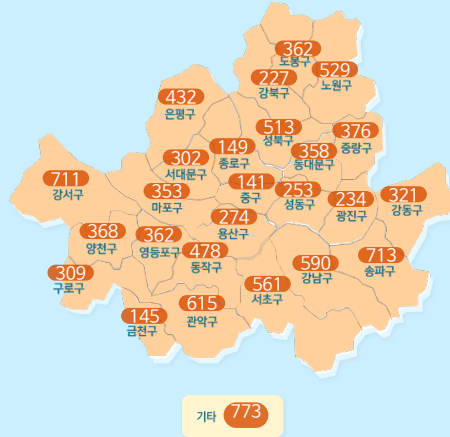 362
도봉구
529
노원구
227
강북구
432
은평구
513
성북구
376
중랑구
149
종로구
358
동대문구
302
서대문구
711
강서구
353
마포구
141
중구
253
성동구
234
광진구
321
강동구
274
용산구
368
양천구
362
영등포구
478
동작구
713
송파구
590
강남구
309
구로구
561
서초구
615
관악구
145
금천구
기타 773